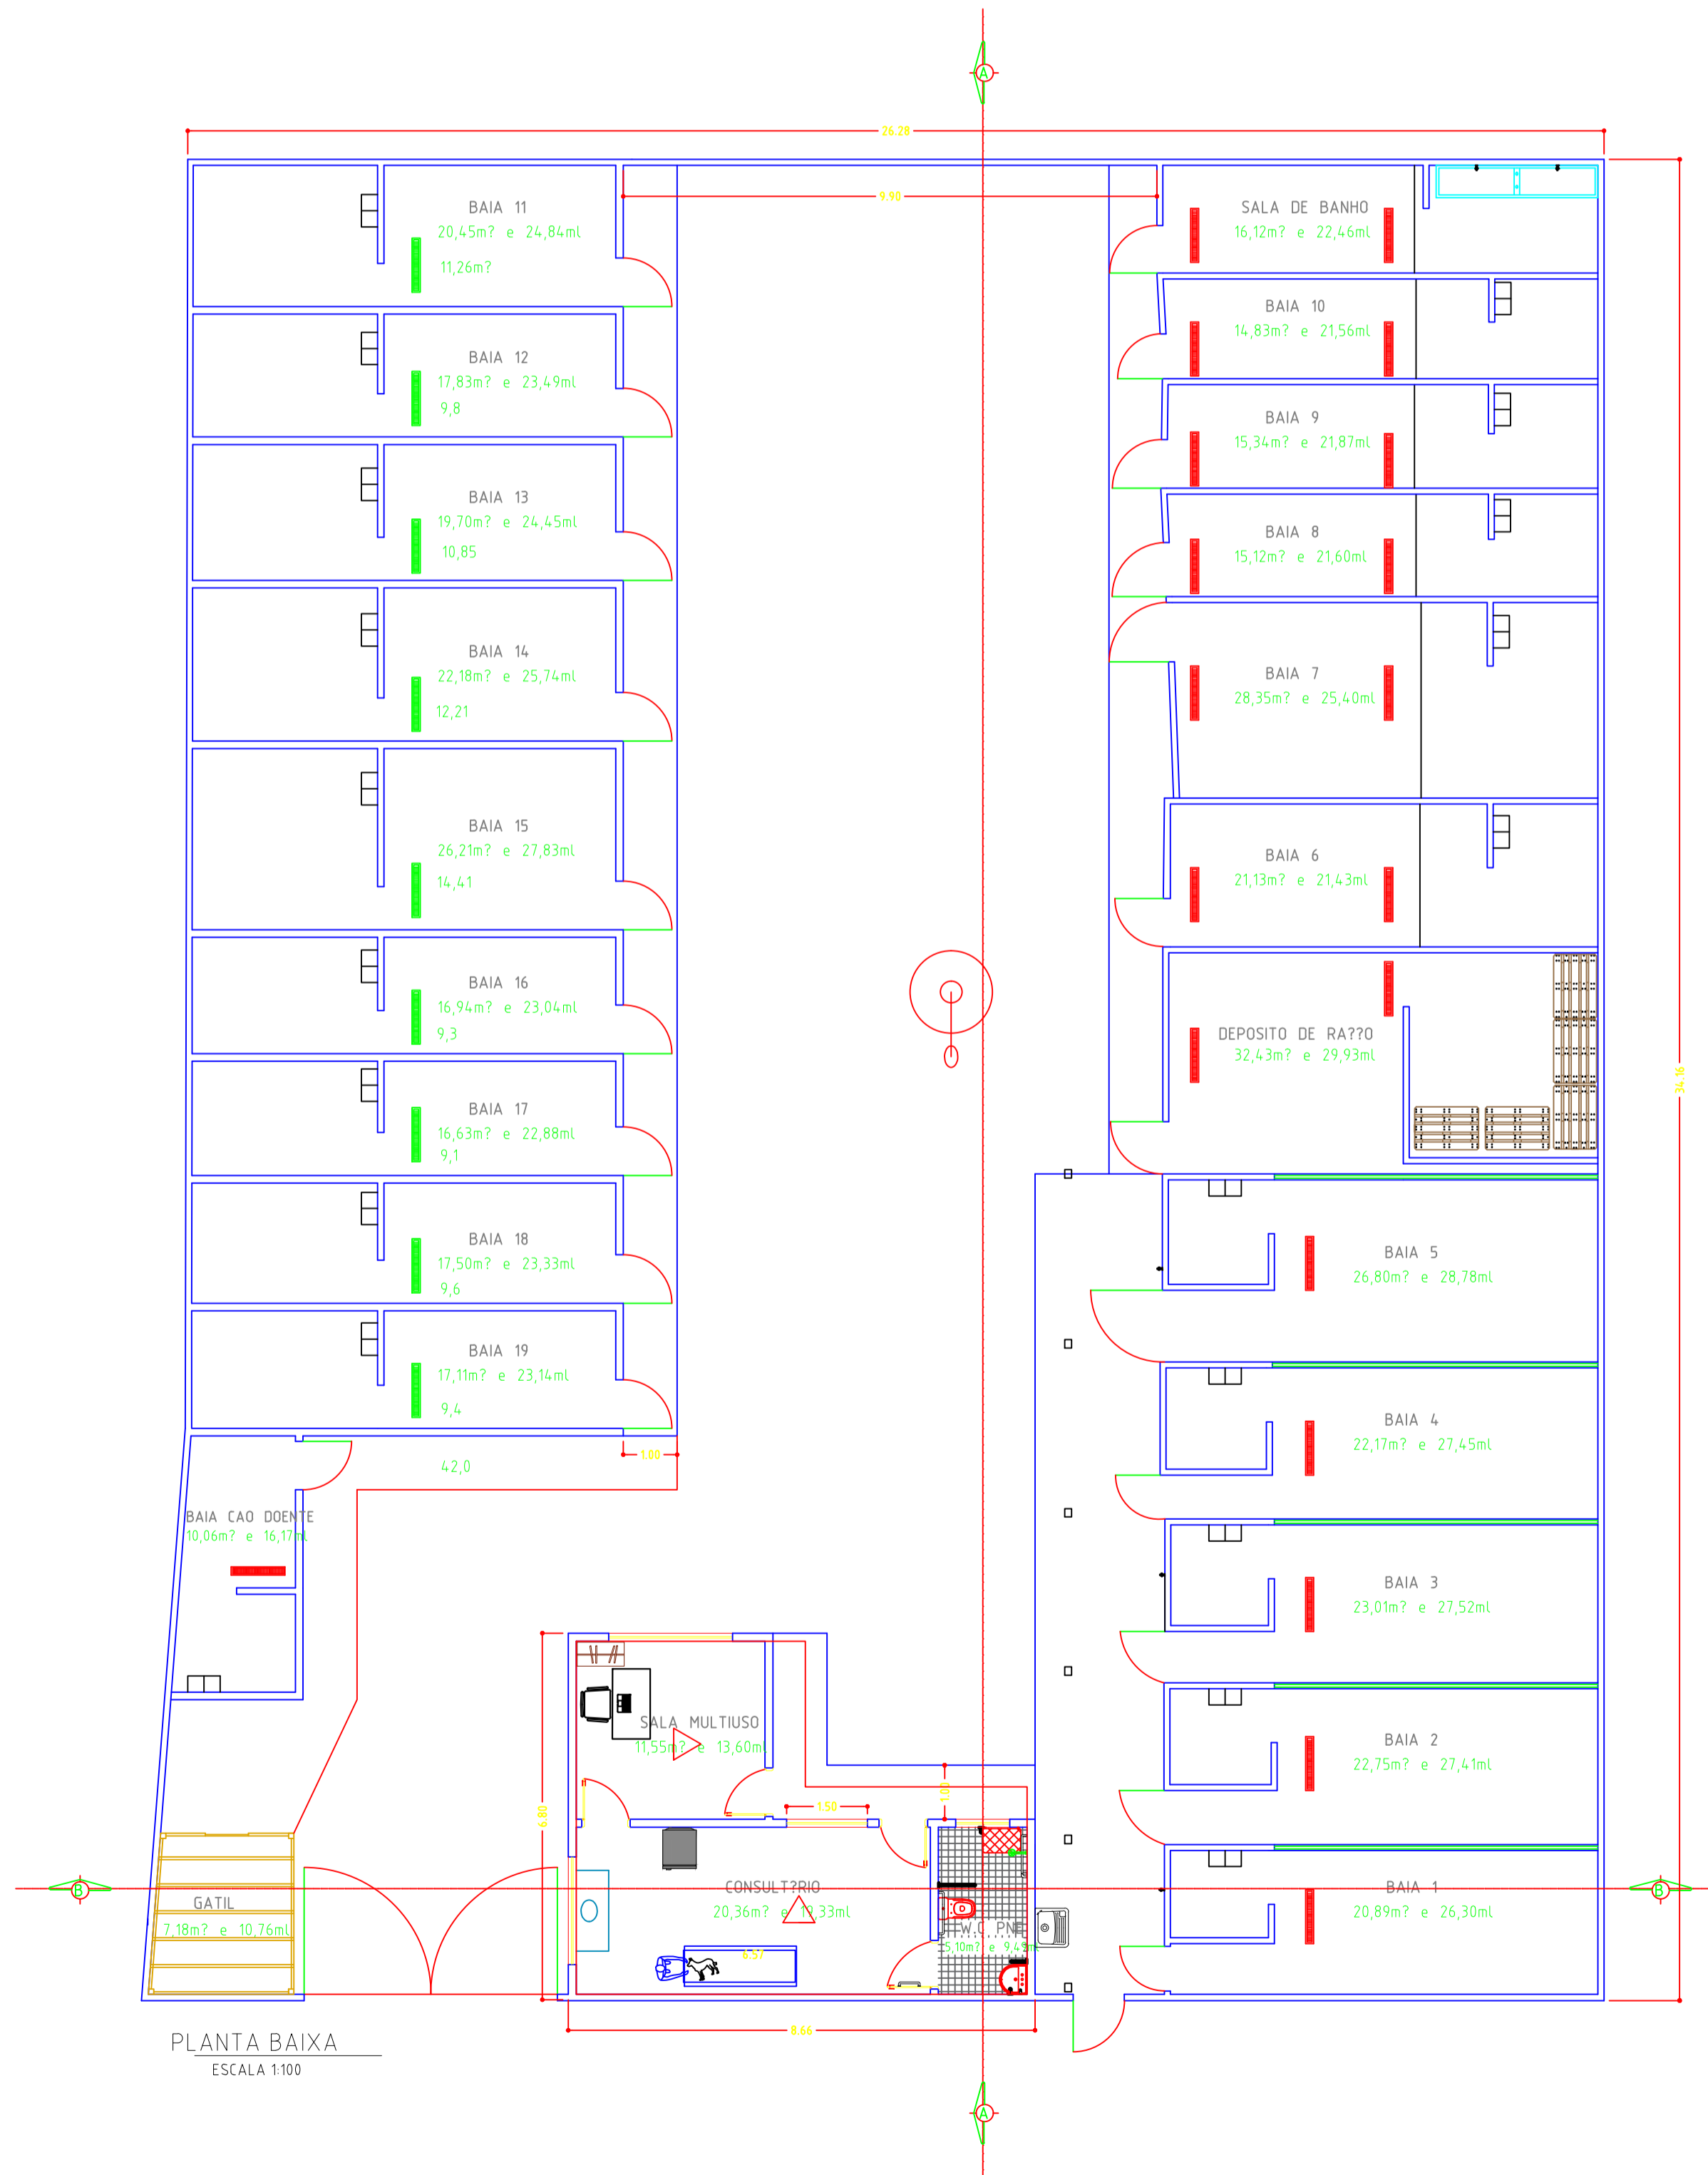 A
26.28
9.90
BAIA 11
20,45m? e 24,84ml
11,26m?
SALA DE BANHO
16,12m? e 22,46ml
BAIA 10
14,83m? e 21,56ml
BAIA 12
17,83m? e 23,49ml
9,8
BAIA 9
15,34m? e 21,87ml
BAIA 13
19,70m? e 24,45ml
10,85
BAIA 8
15,12m? e 21,60ml
BAIA 14
22,18m? e 25,74ml
12,21
BAIA 7
28,35m? e 25,40ml
BAIA 15
26,21m? e 27,83ml
14,41
BAIA 6
21,13m? e 21,43ml
BAIA 16
16,94m? e 23,04ml
9,3
DEPOSITO DE RA??O
32,43m? e 29,93ml
34.16
BAIA 17
16,63m? e 22,88ml
9,1
BAIA 18
17,50m? e 23,33ml
9,6
BAIA 5
26,80m? e 28,78ml
BAIA 19
17,11m? e 23,14ml
9,4
BAIA 4
22,17m? e 27,45ml
1.00
42,0
BAIA CAO DOENTE
10,06m? e 16,17ml
BAIA 3
23,01m? e 27,52ml
SALA MULTIUSO
11,55m? e 13,60ml
BAIA 2
22,75m? e 27,41ml
1.00
1.50
6.80
B
GATIL
7,18m? e 10,76ml
CONSULT?RIO
20,36m? e 19,33ml
6.57
W.C. PNE
5,10m? e 9,4
BAIA 1
20,89m? e 26,30ml
B
8.66
PLANTA BAIXA
ESCALA 1:100
A